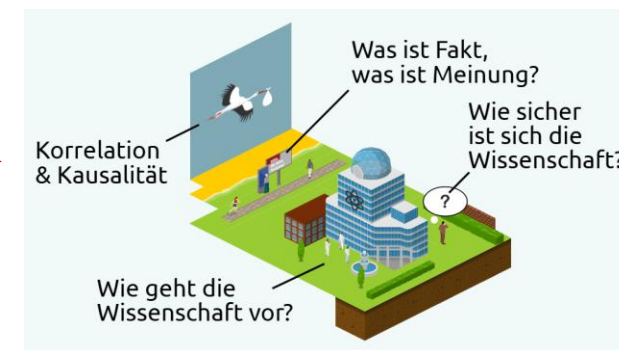 Was ist Fakt,
was ist Meinung?
Wie sicher
ist sich die
Wissenschaft?
Korrelation
& Kausalität
?
Wie geht die
Wissenschaft vor?